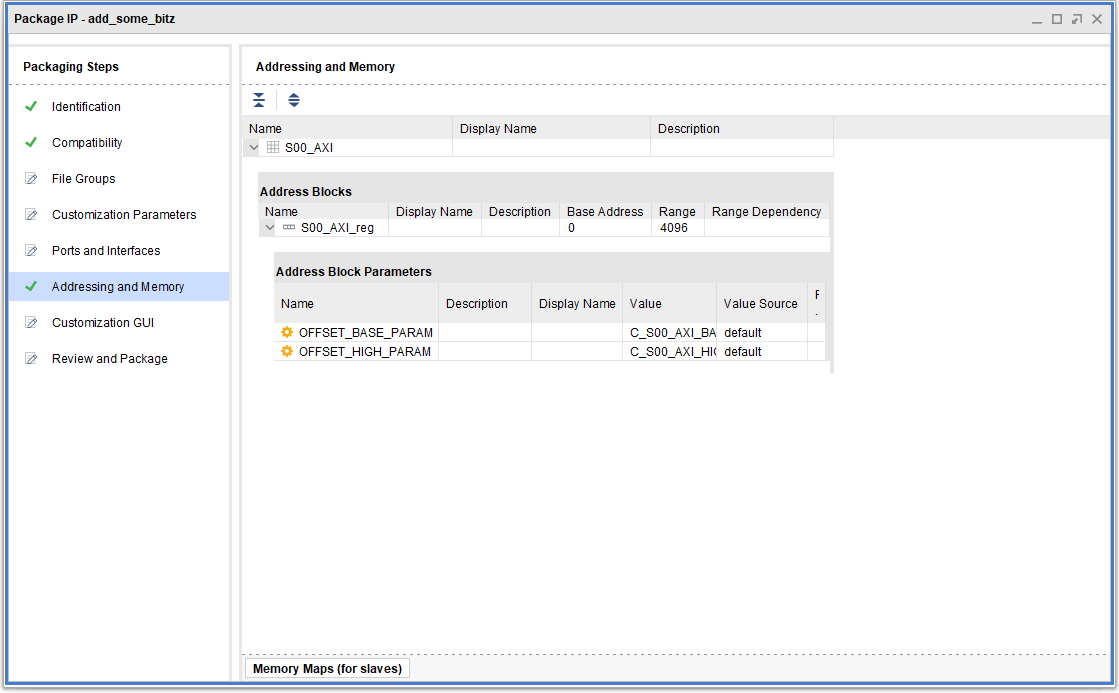 Package IP - add_some_bitz
Packaging Steps
Identification
Compatibility
File Groups
Customization Parameters
Ports and Interfaces
Addressing and Memory
Customization GUI
Review and Package
Addressing and Memory
Name Display Name Description
S00_AXI
Address Blocks
Name Display Name Description Base Address Range Range Dependency
S00_AXI_reg 0 4096
Address Block Parameters
Name Description Display Name Value Value Source
OFFSET_BASE_PARAM C_S00_AXI_BA default
OFFSET_HIGH_PARAM C_S00_AXI_HI default
Memory Maps (for slaves)